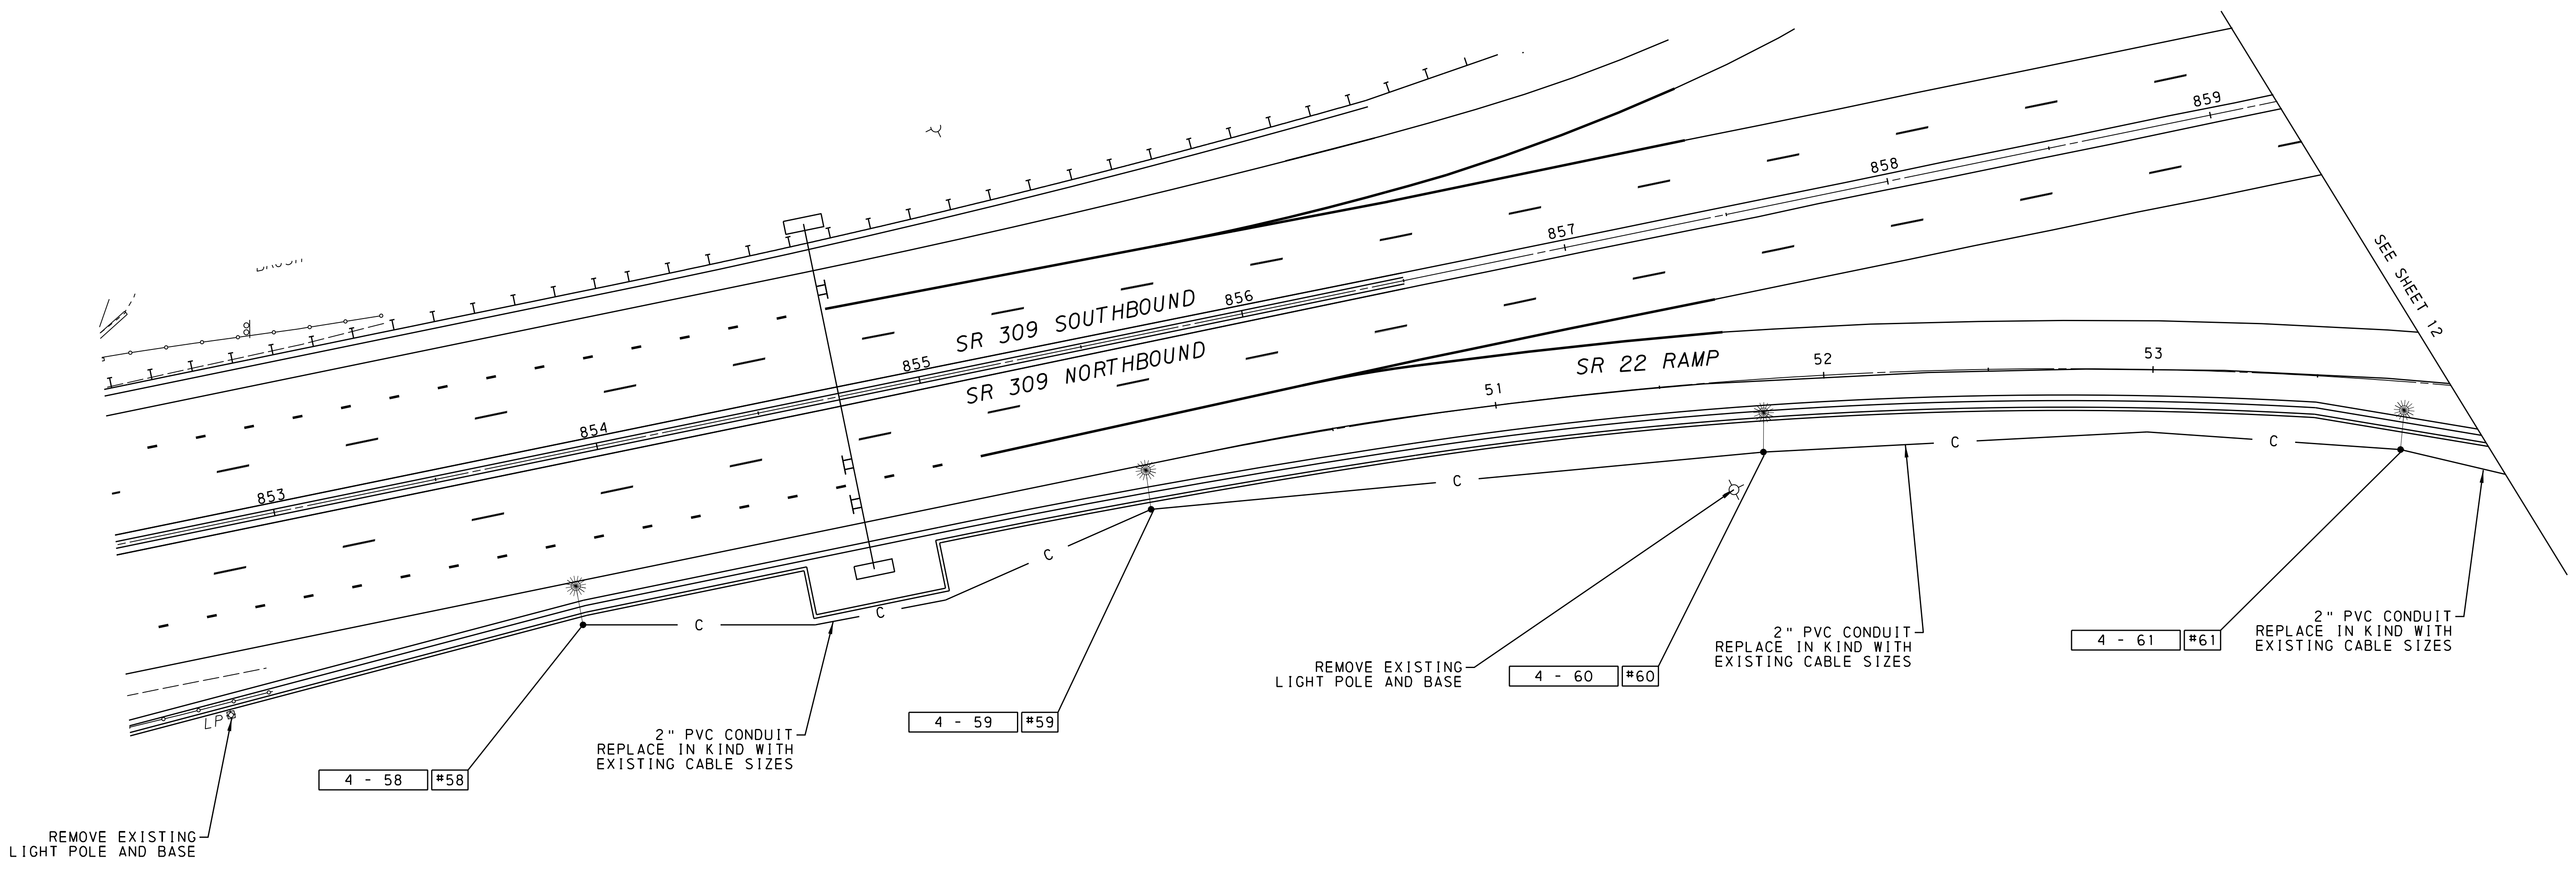 859
858
857
856
855
854
853
SR 309 SOUTHBOUND
SR 309 NORTHBOUND
SR 22 RAMP
51
52
53
SEE SHEET 12
C
C
C
C
C
C
LP
REMOVE EXISTING
LIGHT POLE AND BASE
4 - 58 #58
2" PVC CONDUIT
REPLACE IN KIND WITH
EXISTING CABLE SIZES
4 - 59 #59
REMOVE EXISTING
LIGHT POLE AND BASE
4 - 60 #60
2" PVC CONDUIT
REPLACE IN KIND WITH
EXISTING CABLE SIZES
4 - 61 #61
2" PVC CONDUIT
REPLACE IN KIND WITH
EXISTING CABLE SIZES